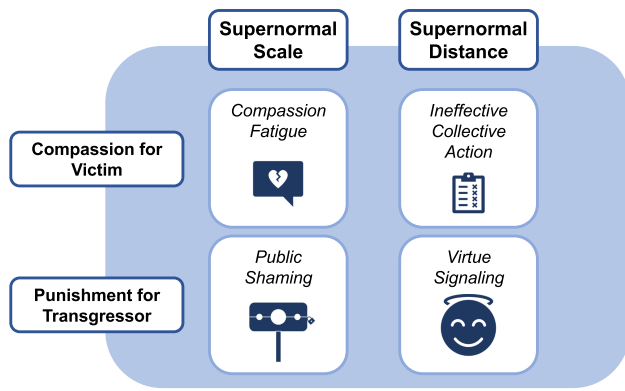 Supernormal
Scale
Supernormal
Distance
Compassion for
Victim
Compassion
Fatigue
Ineffective
Collective
Action
Punishment for
Transgressor
Public
Shaming
Virtue
Signaling